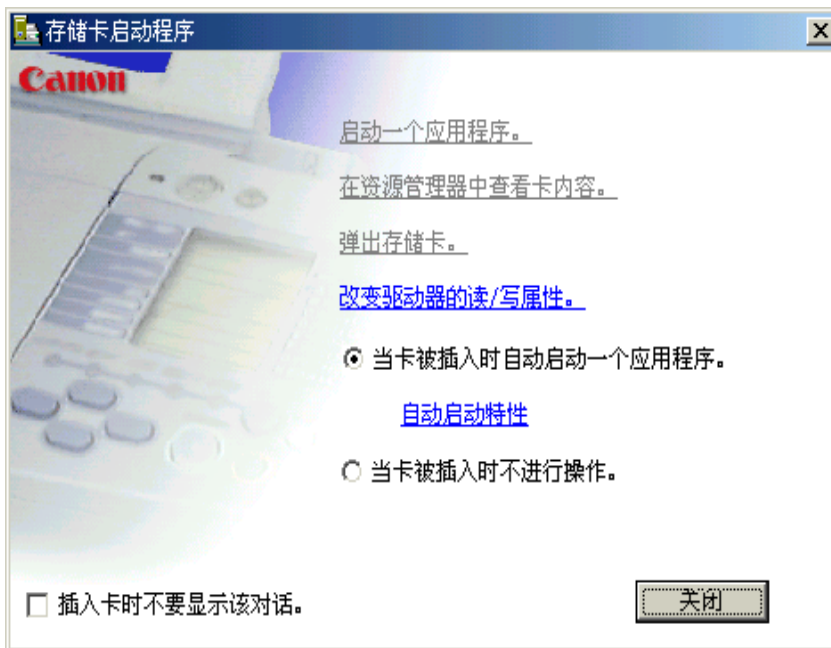 存储卡启动程序
Canon
启动一个应用程序。
在资源管理器中查看卡内容。
弹出存储卡。
改变驱动器的读/写属性。
当卡被插入时自动启动一个应用程序。
自动启动特性
当卡被插入时不进行操作。
插入卡时不要显示该对话。
关闭